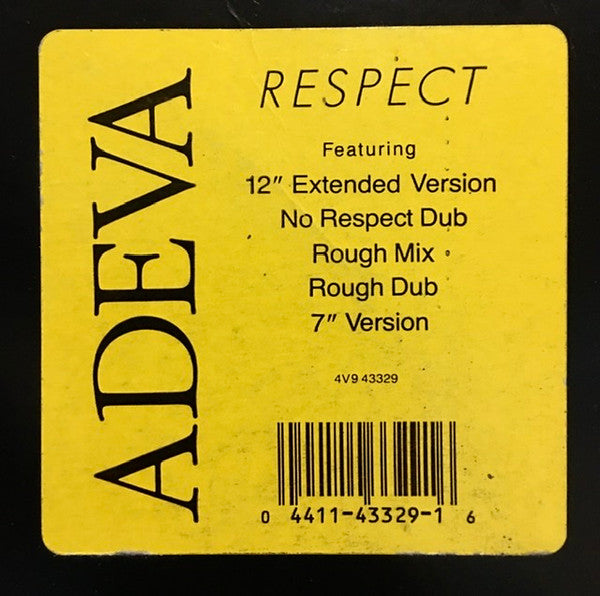 ADEVA
RESPECT
Featuring
12" Extended Version
No Respect Dub
Rough Mix
Rough Dub
7" Version
4V9 43329
0 4411-43329-1 6